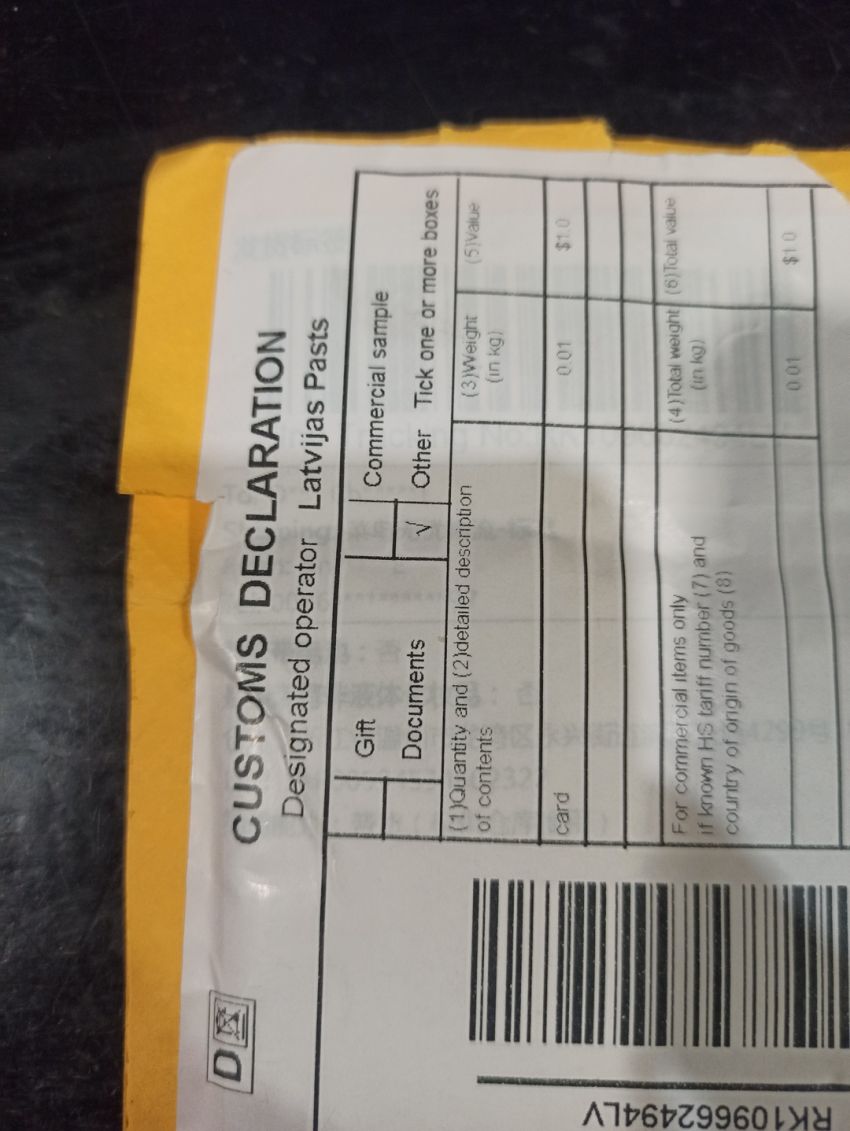 D
CUSTOMS DECLARATION
Designated operator Latvijas Pasts
Gift
Commercial sample
Documents
√
Other Tick one or more boxes
(1)Quantity and (2)detailed description
of contents
(3)Weight
(in kg)
(5)Value
card
0.01
$1.0
For commercial items only
If known HS tariff number (7) and
country of origin of goods (8)
(4)Total weight
(in kg)
(6)Total value
0.01
$1.0
RK109662494LV